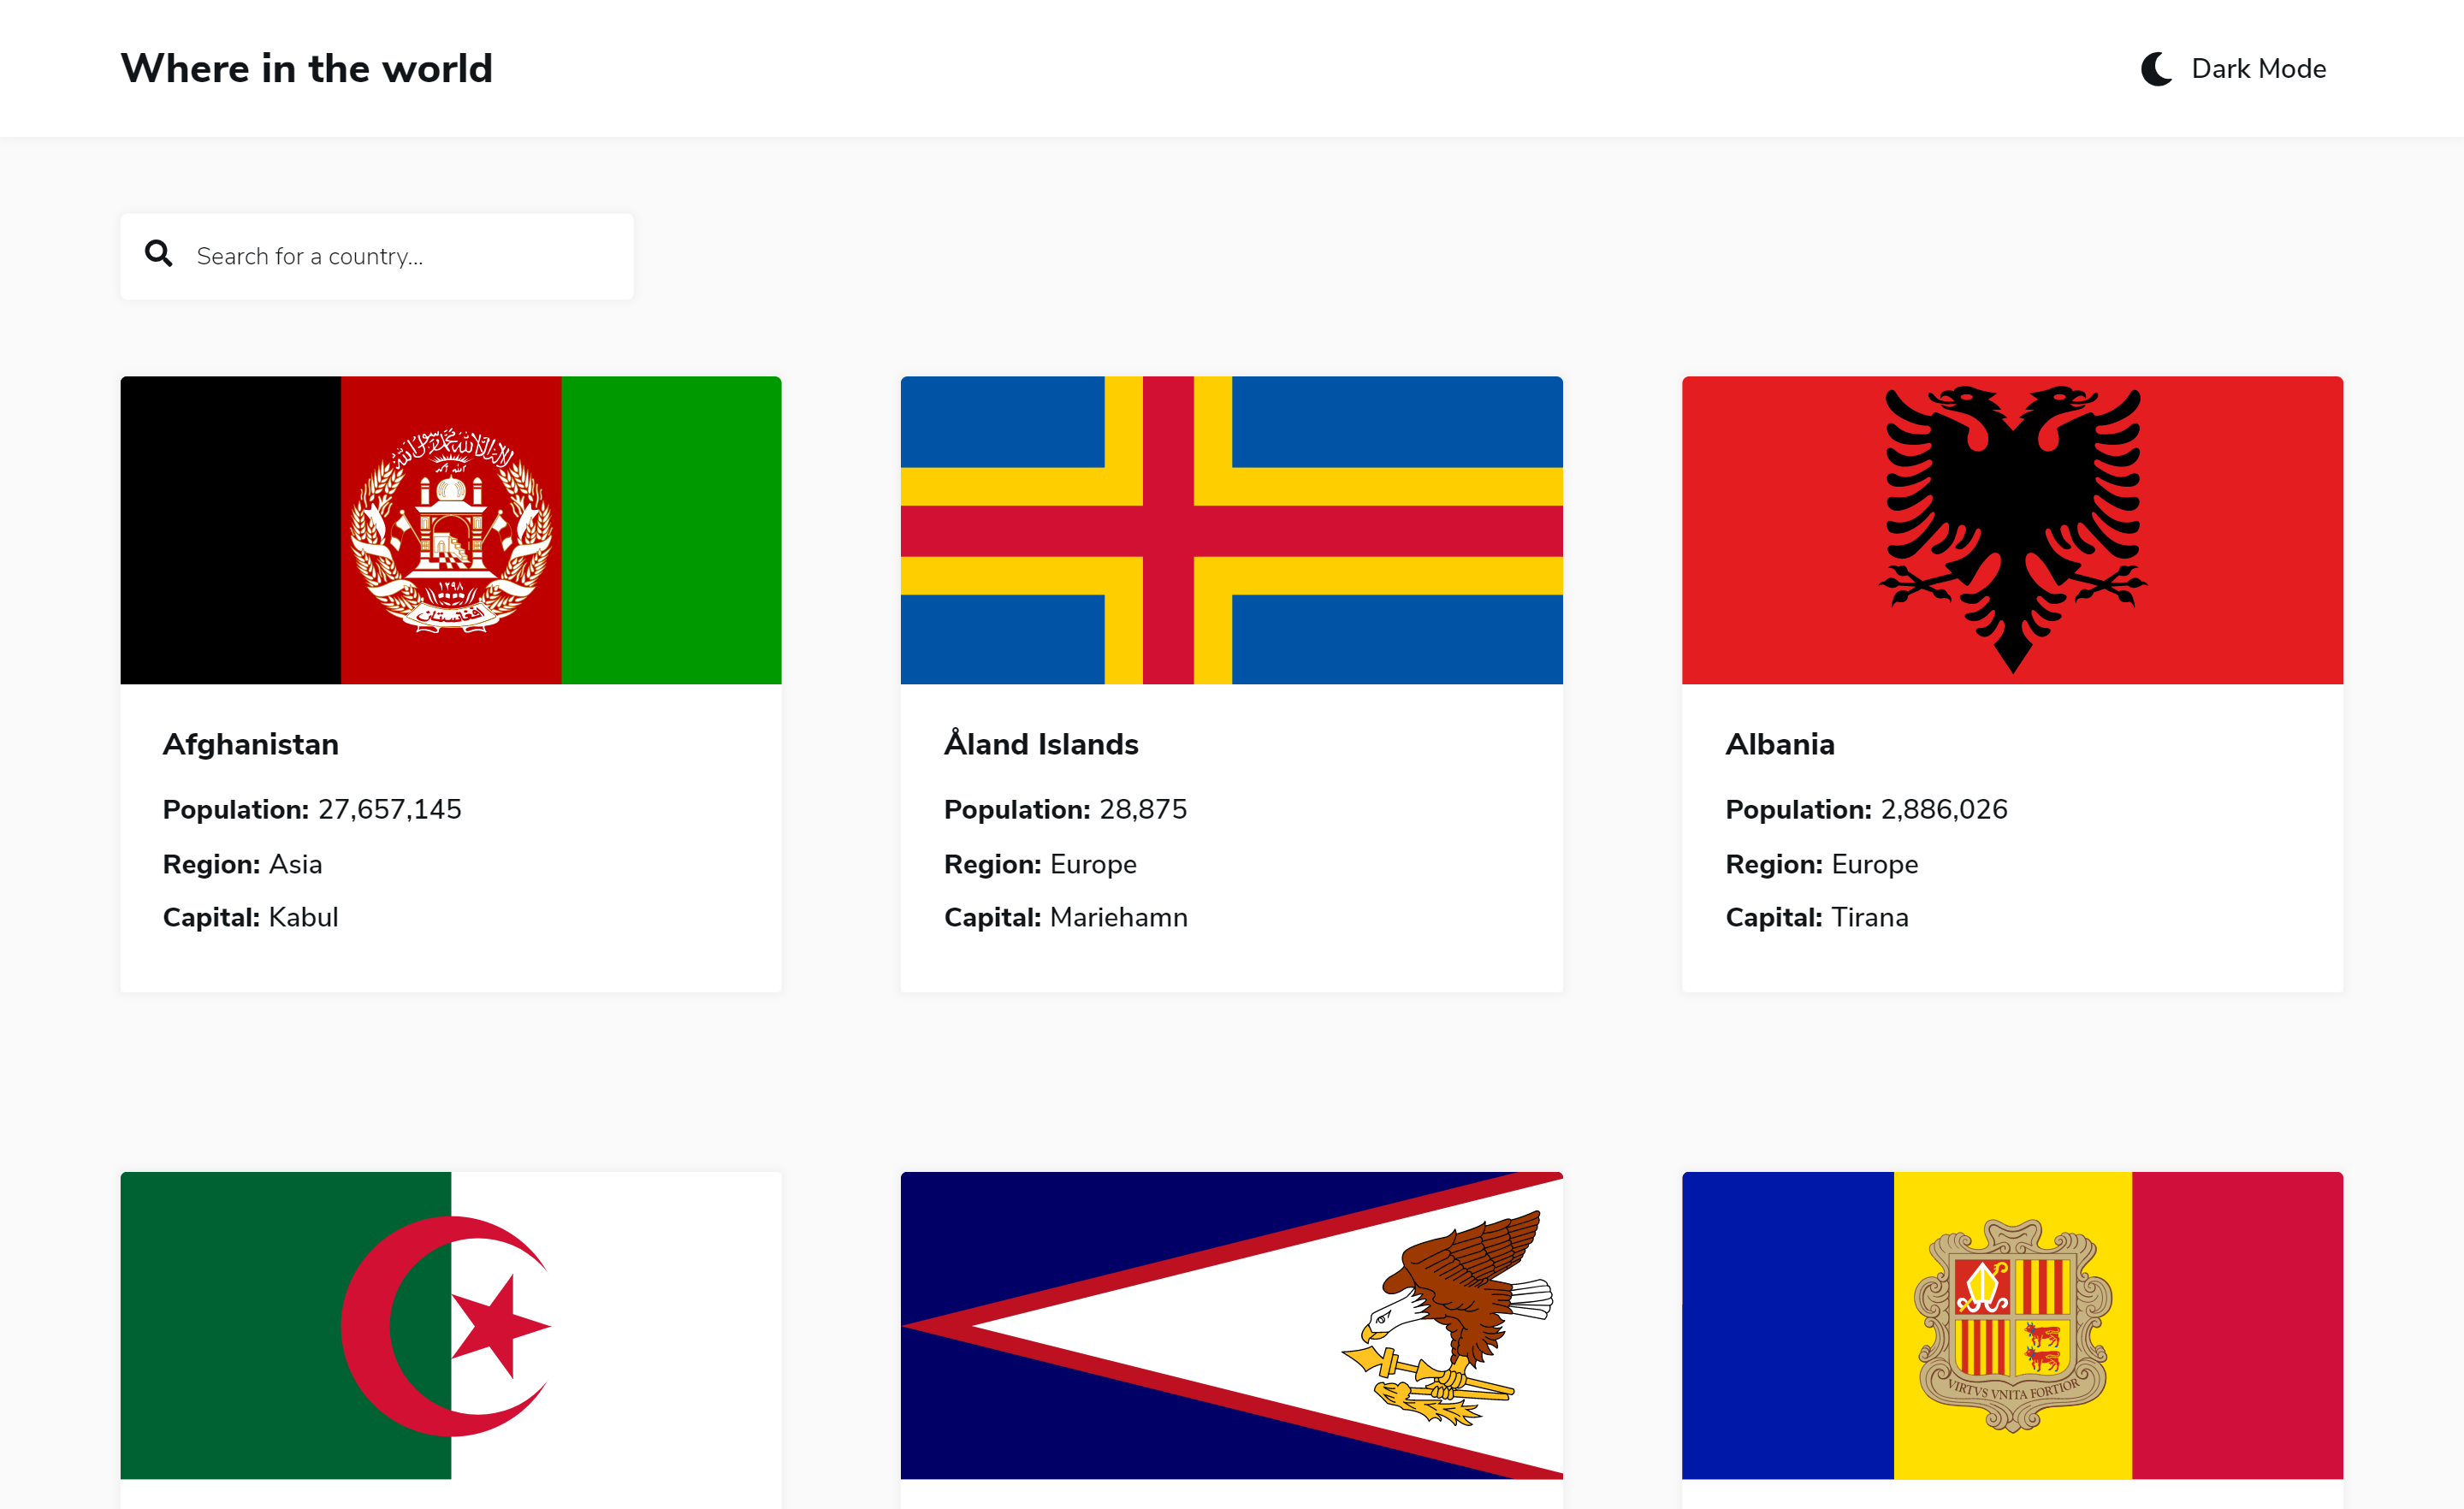 Where in the world
Dark Mode
Search for a country...
١٢٩٨
افغانستان
Afghanistan
Population: 27,657,145
Region: Asia
Capital: Kabul
Åland Islands
Population: 28,875
Region: Europe
Capital: Mariehamn
Albania
Population: 2,886,026
Region: Europe
Capital: Tirana
VIRTVS VNITA FORTIOR